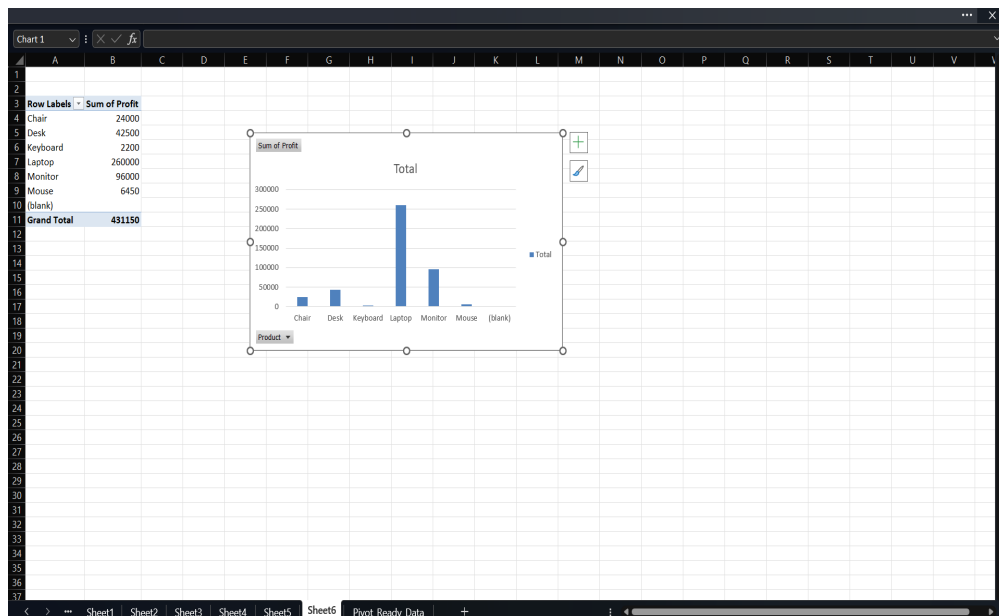 Chart 1 fx
A B C D E F G H I J K L M N O P Q R S T U V
1
2
3 Row Labels Sum of Profit
4 Chair 24000
5 Desk 42500
6 Keyboard 2200
7 Laptop 260000
8 Monitor 96000
9 Mouse 6450
10 (blank)
11 Grand Total 431150
12
13
14
15
16
17
18
19
20
21
22
23
24
25
26
27
28
29
30
31
32
33
34
35
36
37
Sum of Profit
Total
300000
250000
200000
150000
100000
50000
0
Chair Desk Keyboard Laptop Monitor Mouse (blank)
Total
Product
Sheet1 Sheet2 Sheet3 Sheet4 Sheet5 Sheet6 Pivot Ready Data